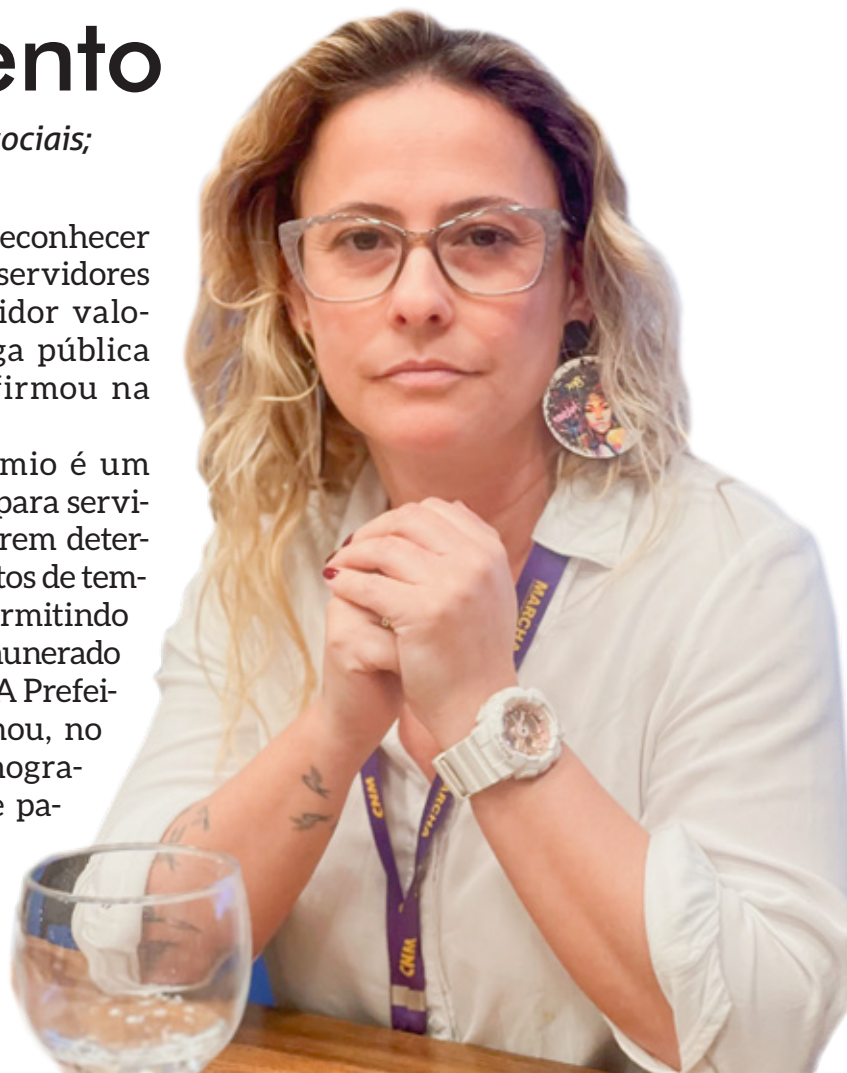 ento
ociais;
econhecer
servidores
idor valo-
ga pública
firmou na
mio é um
para servi-
rem deter-
tos de tem-
rmitindo
nunerado
A Prefei-
nou, no
nogra-
e pa-
MARCHA
CNM
MARCHA
CNM